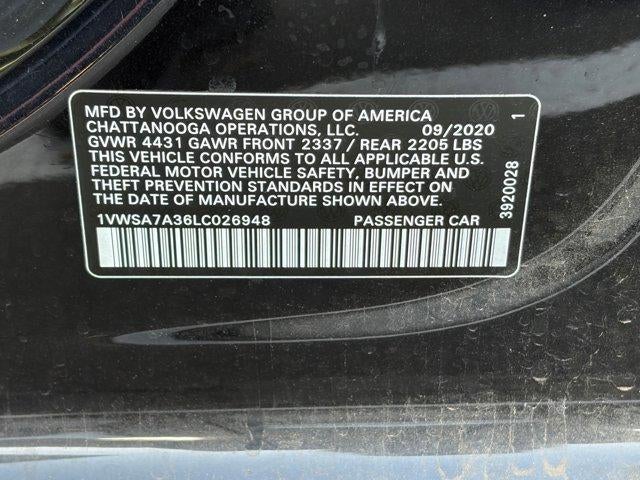 MFD BY VOLKSWAGEN GROUP OF AMERICA
CHATTANOOGA OPERATIONS, LLC. 09/2020
GVWR 4431 GAWR FRONT 2337 / REAR 2205 LBS
THIS VEHICLE CONFORMS TO ALL APPLICABLE U.S.
FEDERAL MOTOR VEHICLE SAFETY, BUMPER AND
THEFT PREVENTION STANDARDS IN EFFECT ON
THE DATE OF MANUFACTURE SHOWN ABOVE.
1VWSA7A36LC026948 PASSENGER CAR
3920028 1